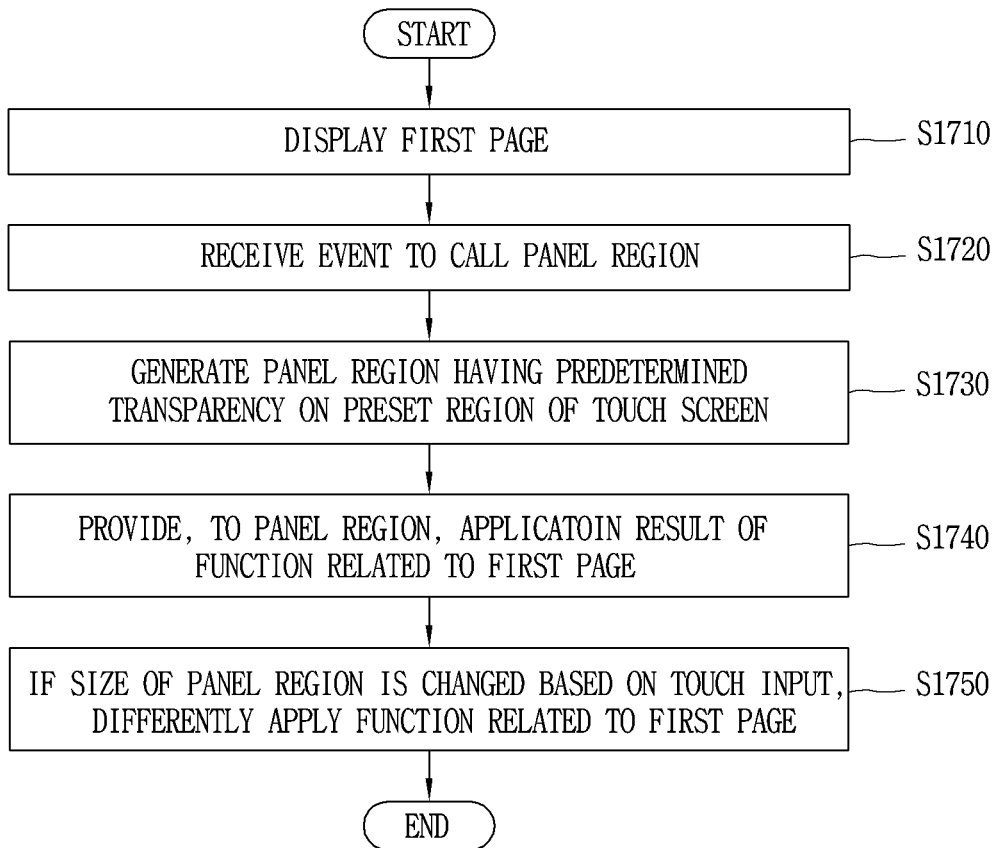 START
DISPLAY FIRST PAGE
S1710
RECEIVE EVENT TO CALL PANEL REGION
S1720
GENERATE PANEL REGION HAVING PREDETERMINED
TRANSPARENCY ON PRESET REGION OF TOUCH SCREEN
S1730
PROVIDE, TO PANEL REGION, APPLICATOIN RESULT OF
FUNCTION RELATED TO FIRST PAGE
S1740
IF SIZE OF PANEL REGION IS CHANGED BASED ON TOUCH INPUT,
DIFFERENTLY APPLY FUNCTION RELATED TO FIRST PAGE
S1750
END